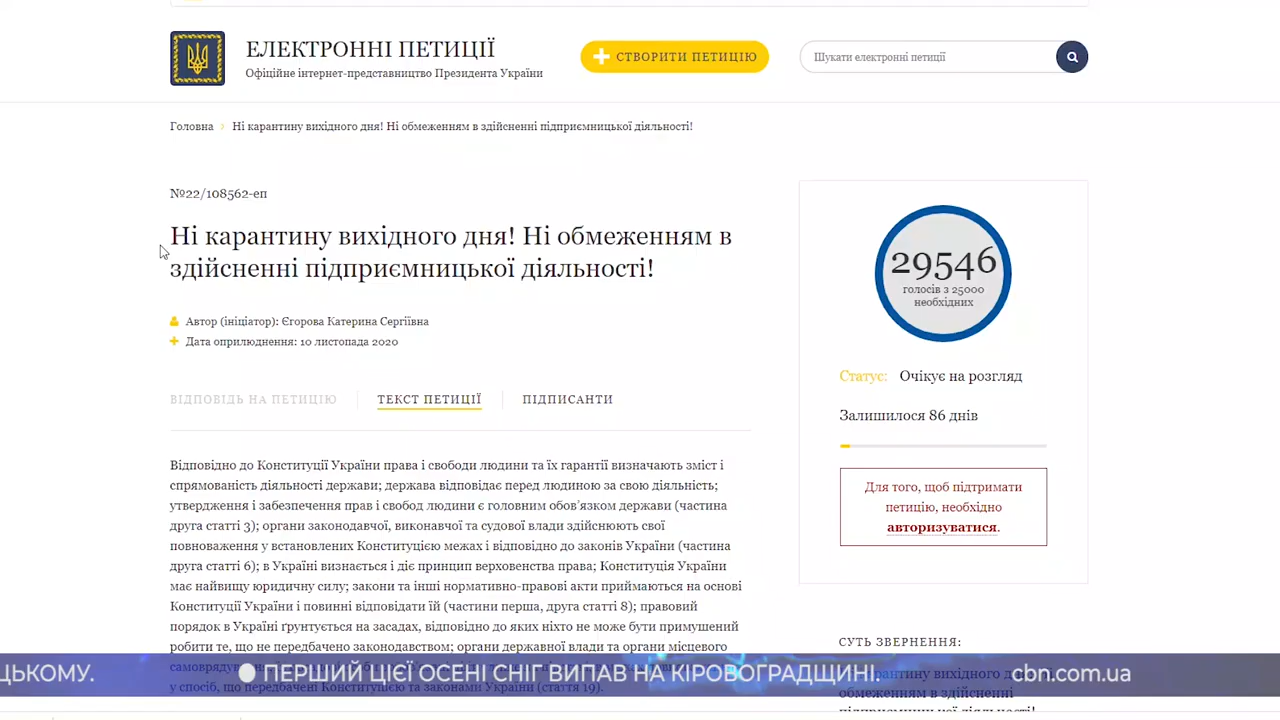 ЕЛЕКТРОННІ ПЕТИЦІЇ
Офіційне інтернет-представництво Президента України
СТВОРИТИ ПЕТИЦІЮ
Шукати електронні петиції
Головна › Ні карантину вихідного дня! Ні обмеженням в здійсненні підприємницької діяльності!
№22/108562-еп
Ні карантину вихідного дня! Ні обмеженням в
здійсненні підприємницької діяльності!
Автор (ініціатор): Єгорова Катерина Сергіївна
Дата оприлюднення: 10 листопада 2020
ВІДПОВІДЬ НА ПЕТИЦІЮ
ТЕКСТ ПЕТИЦІЇ
ПІДПИСАТИ
Відповідно до Конституції України права і свободи людини та їх гарантії визначають зміст і
спрямованість діяльності держави; держава відповідає перед людиною за свою діяльність;
утвердження і забезпечення прав і свобод людини є головним обов’язком держави (частина
друга статті 3); органи законодавчої, виконавчої та судової влади здійснюють свої
повноваження у встановлених Конституцією межах і відповідно до законів України (частина
друга статті 6); в Україні визнається і діє принцип верховенства права; Конституція України
має найвищу юридичну силу; закони та інші нормативно-правові акти приймаються на основі
Конституції України і повинні відповідати їй (частини перша, друга статті 8); правовий
порядок в Україні ґрунтується на засадах, відповідно до яких ніхто не може бути примушений
робити те, що не передбачено законодавством; органи державної влади та органи місцевого
у спосіб, що передбачені Конституцією та законами України (стаття 19).
29546
голосів з 25000
необхідних
Статус: Очікує на розгляд
Залишилося 86 днів
Для того, щоб підтримати
петицію, необхідно
авторизуватися.
СУТЬ ЗВЕРНЕННЯ:
обмеженням в здійсненні
ЦЬКОМУ.
ПЕРШИЙ ЦІЄЇ ОСЕНІ СНІГ ВИПАВ НА КІРОВОГРАДЩИНІ.
cbn.com.ua